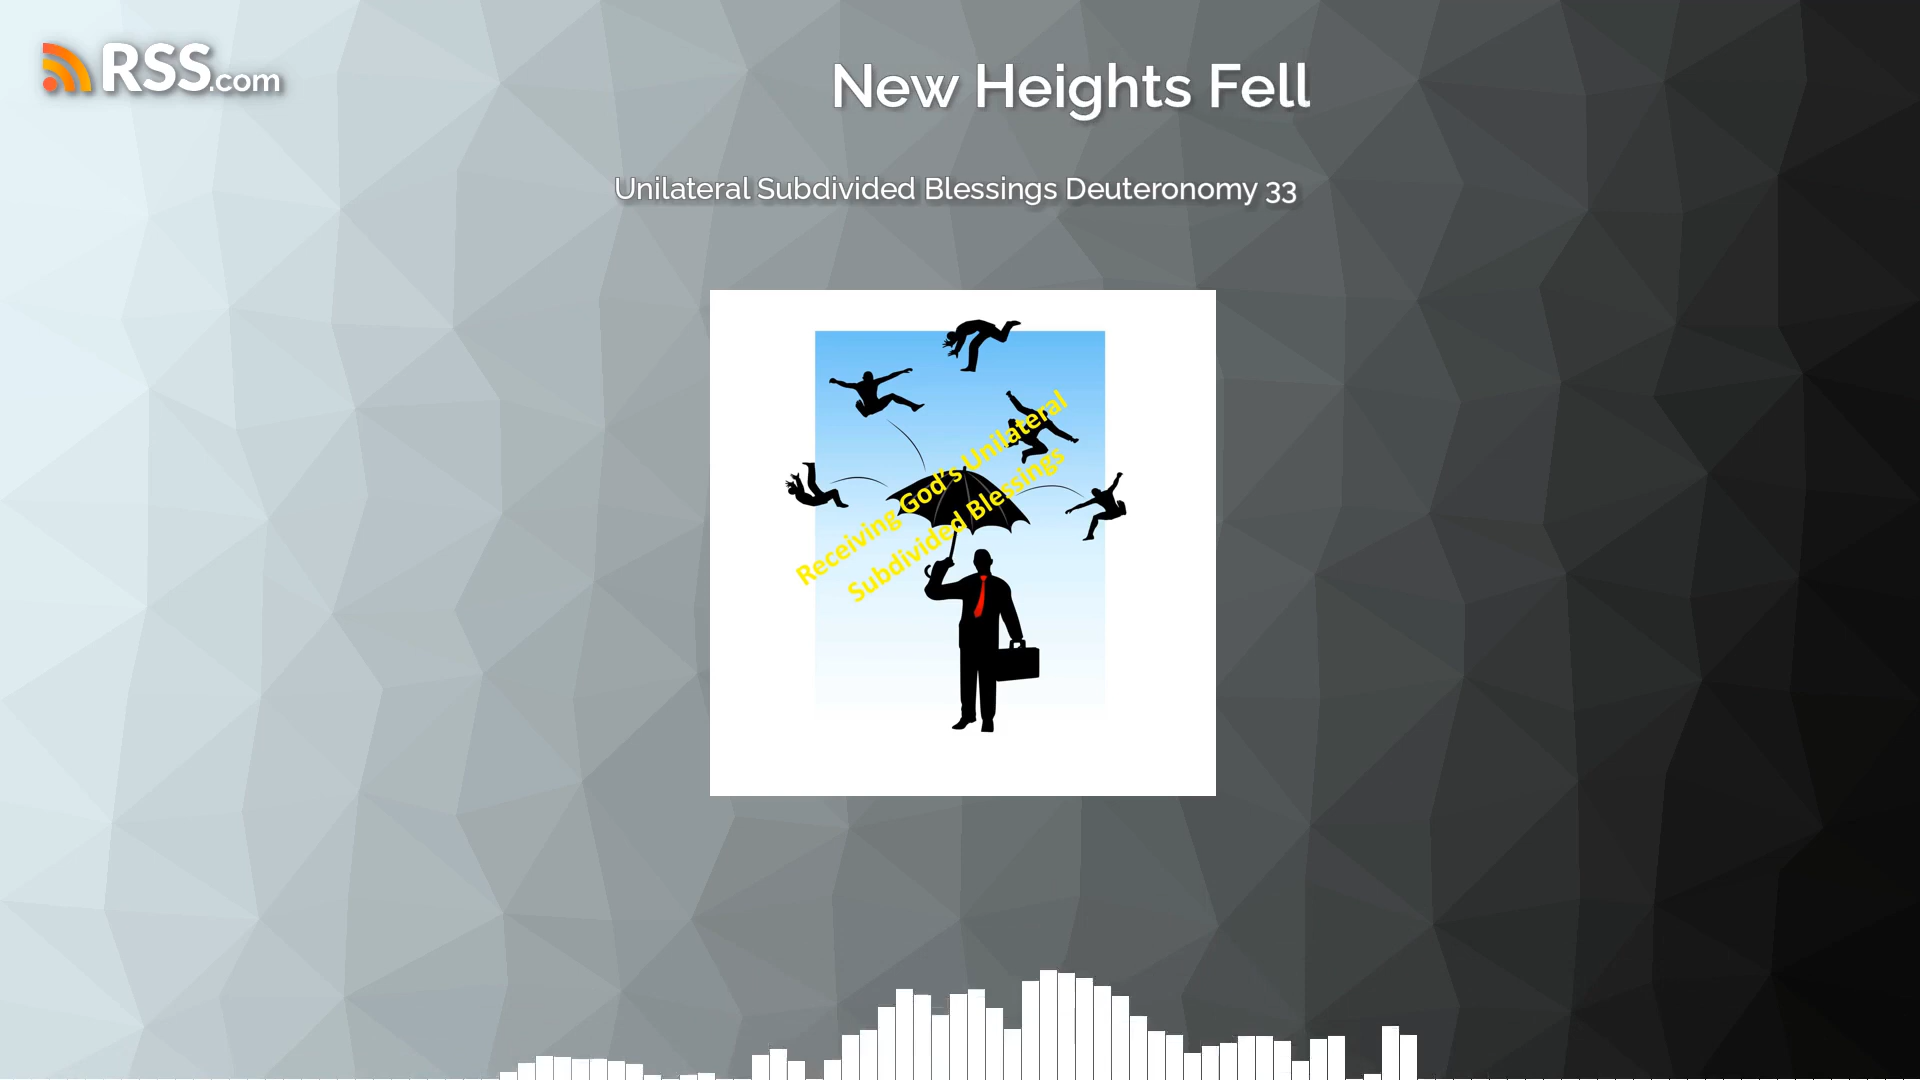 RSS.com
New Heights Fell
Unilateral Subdivided Blessings Deuteronomy 33
Receiving God's Unilateral
Subdivided Blessings